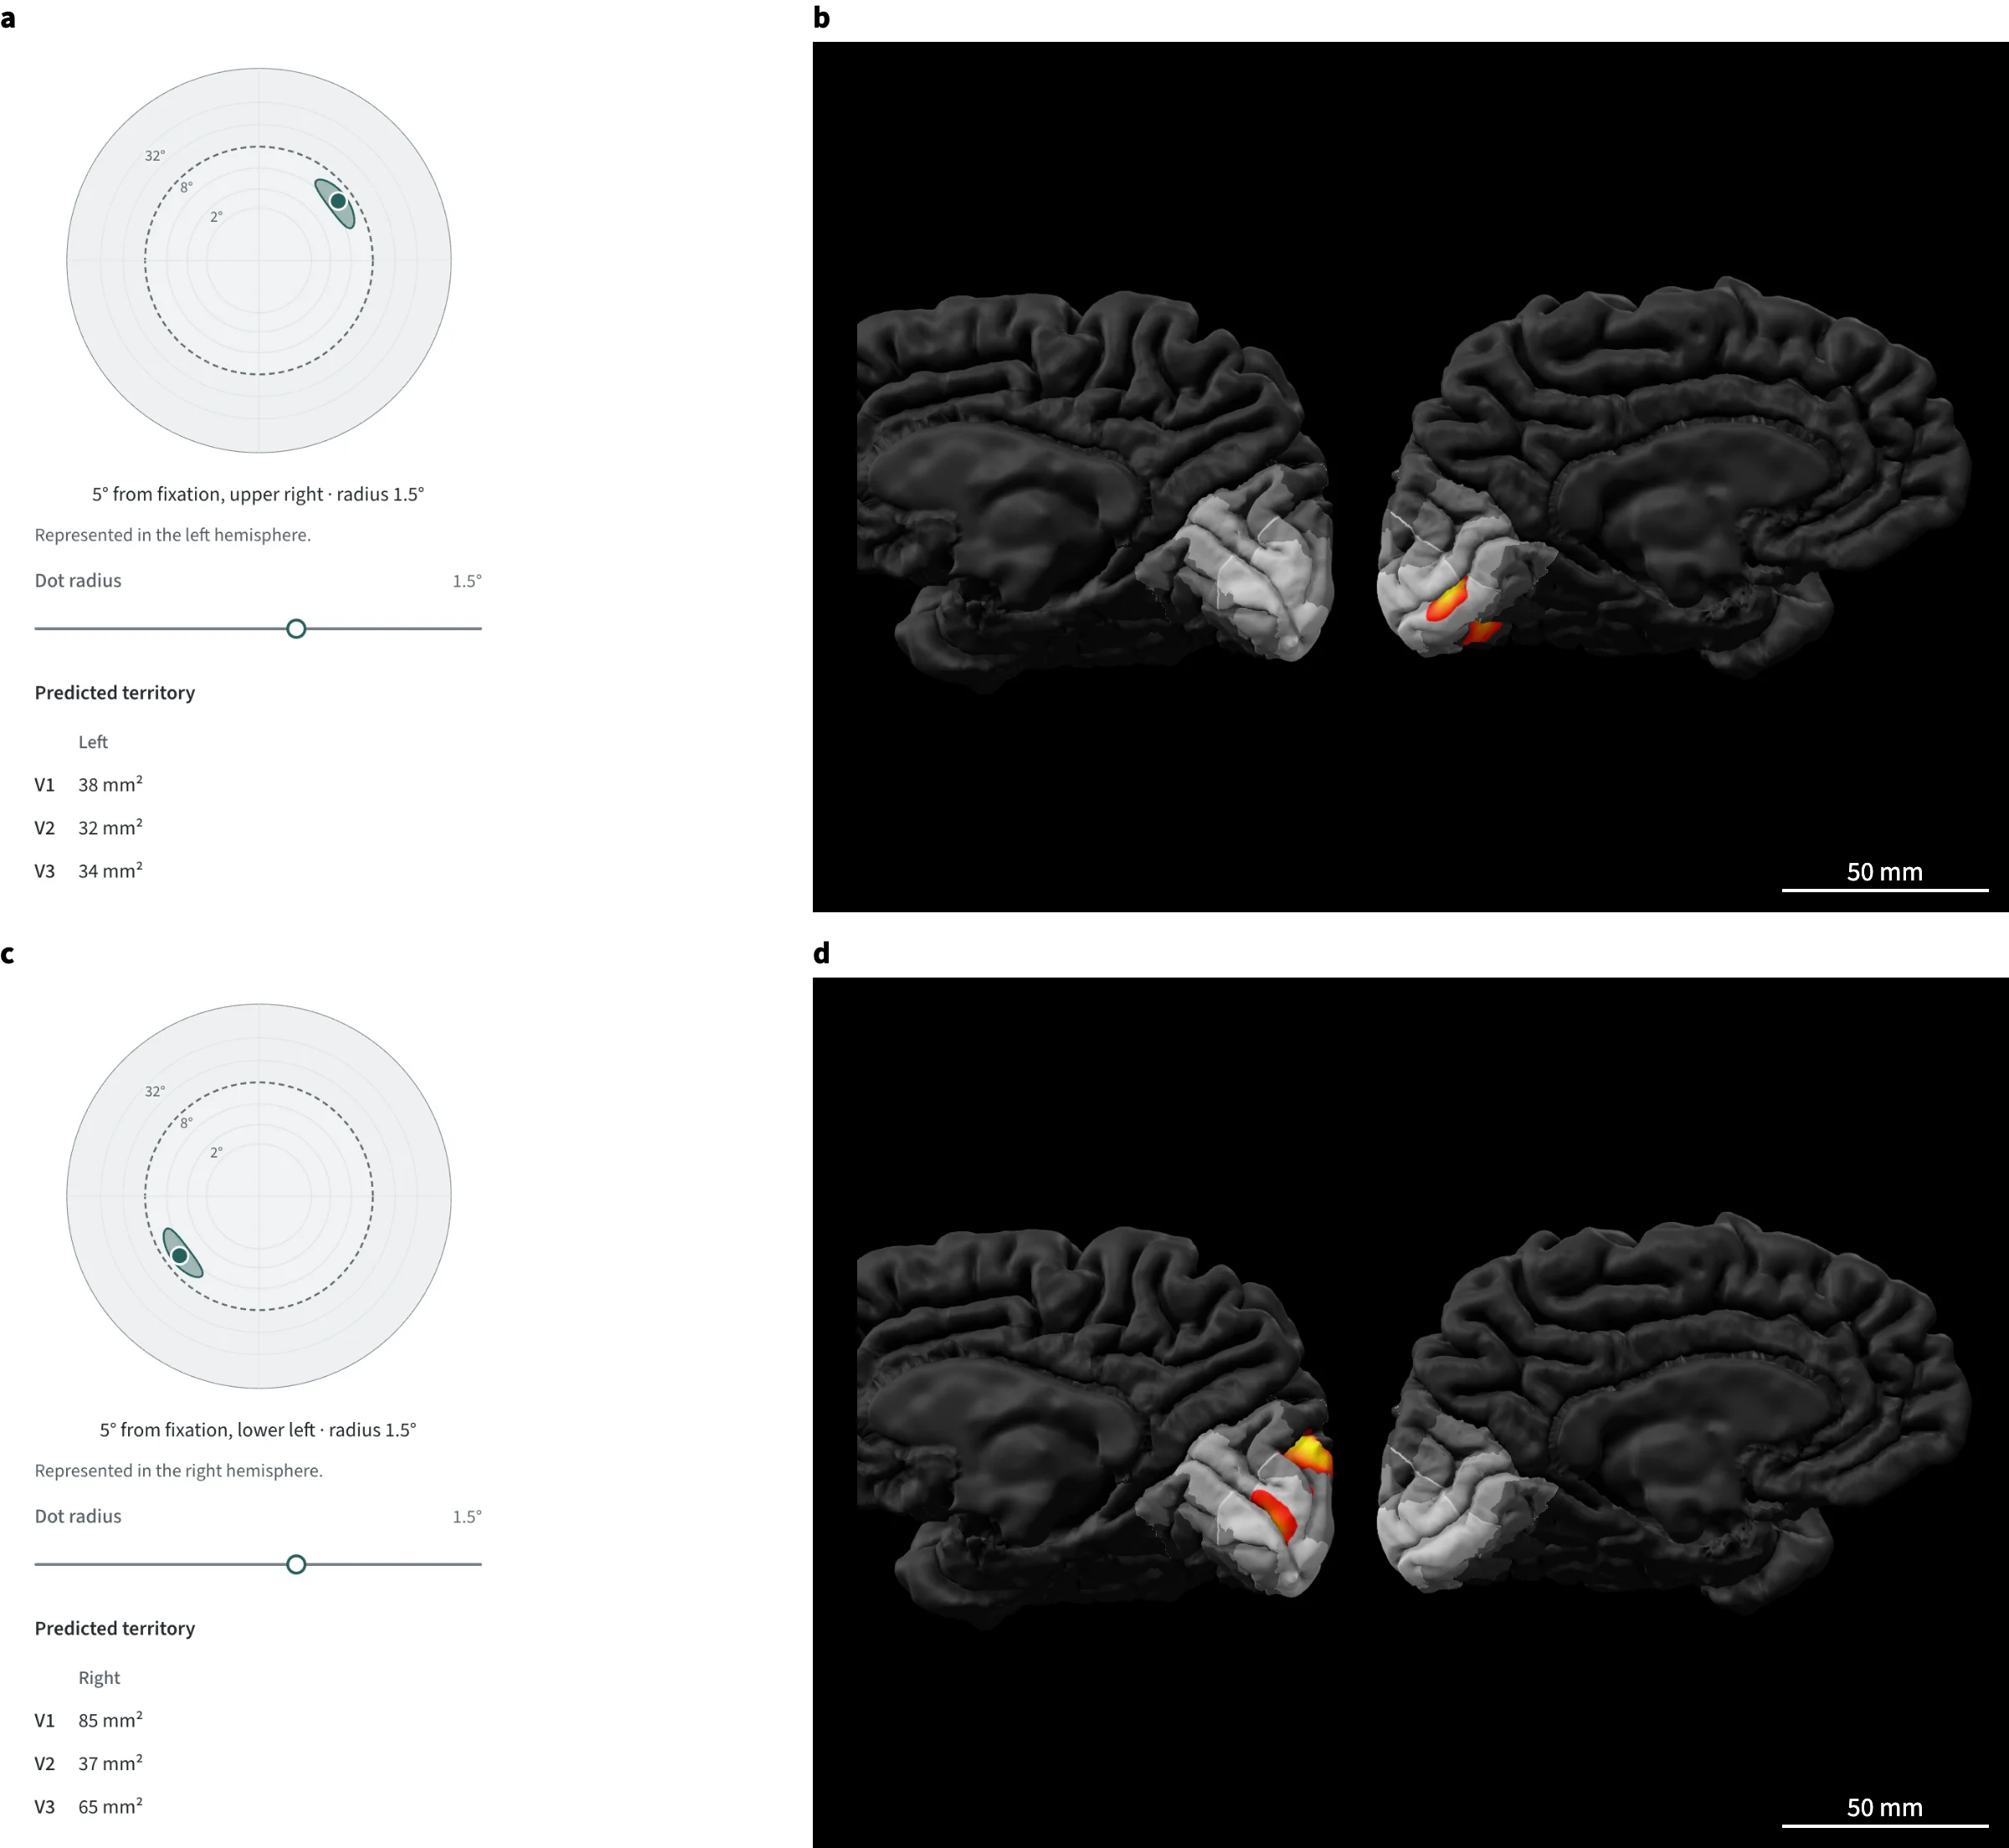 a
32°
8°
2°
5° from fixation, upper right · radius 1.5°
Represented in the left hemisphere.
Dot radius 1.5°
Predicted territory
Left
V1 38 mm²
V2 32 mm²
V3 34 mm²
b
50 mm
c
32°
8°
2°
5° from fixation, lower left · radius 1.5°
Represented in the right hemisphere.
Dot radius 1.5°
Predicted territory
Right
V1 85 mm²
V2 37 mm²
V3 65 mm²
d
50 mm